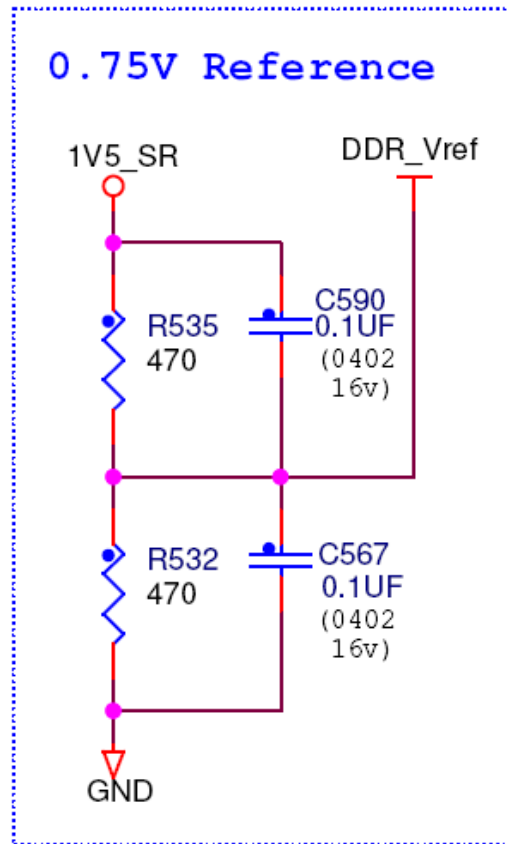 0.75V Reference
1V5_SR
DDR_Vref
R535
470
C590
0.1UF
(0402
16v)
R532
470
C567
0.1UF
(0402
16v)
GND